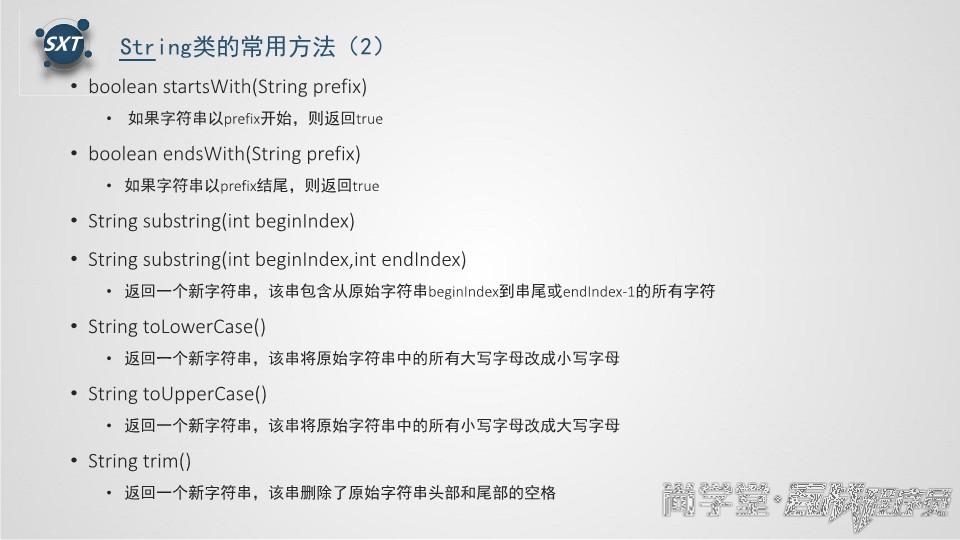 SXT
String类的常用方法（2）
• boolean startsWith(String prefix)
• 如果字符串以prefix开始，则返回true
• boolean endsWith(String prefix)
• 如果字符串以prefix结尾，则返回true
• String substring(int beginIndex)
• String substring(int beginIndex,int endIndex)
• 返回一个新字符串，该串包含从原始字符串beginIndex到串尾或endIndex-1的所有字符
• String toLowerCase()
• 返回一个新字符串，该串将原始字符串中的所有大写字母改成小写字母
• String toUpperCase()
• 返回一个新字符串，该串将原始字符串中的所有小写字母改成大写字母
• String trim()
• 返回一个新字符串，该串删除了原始字符串头部和尾部的空格
尚学堂·